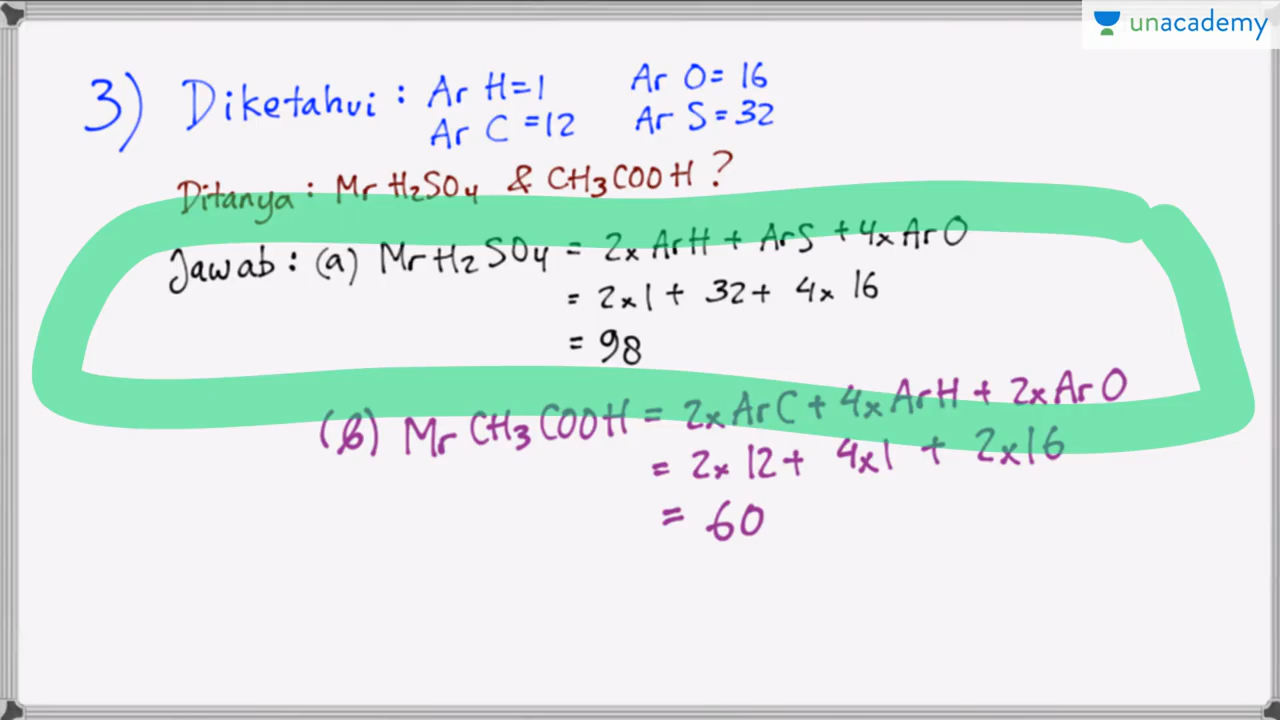 unacademy
3) Diketahui : Ar H=1 Ar O= 16
Ar C =12 Ar S = 32
Ditanya : Mr H₂SO₄ & CH₃COOH ?
Jawab : (a) Mr H₂SO₄ = 2x Ar H + Ar S + 4x Ar O
= 2x1 + 32 + 4x 16
= 98
(b) Mr CH₃COOH = 2x Ar C + 4x Ar H + 2x Ar O
= 2x 12 + 4x1 + 2x16
= 60